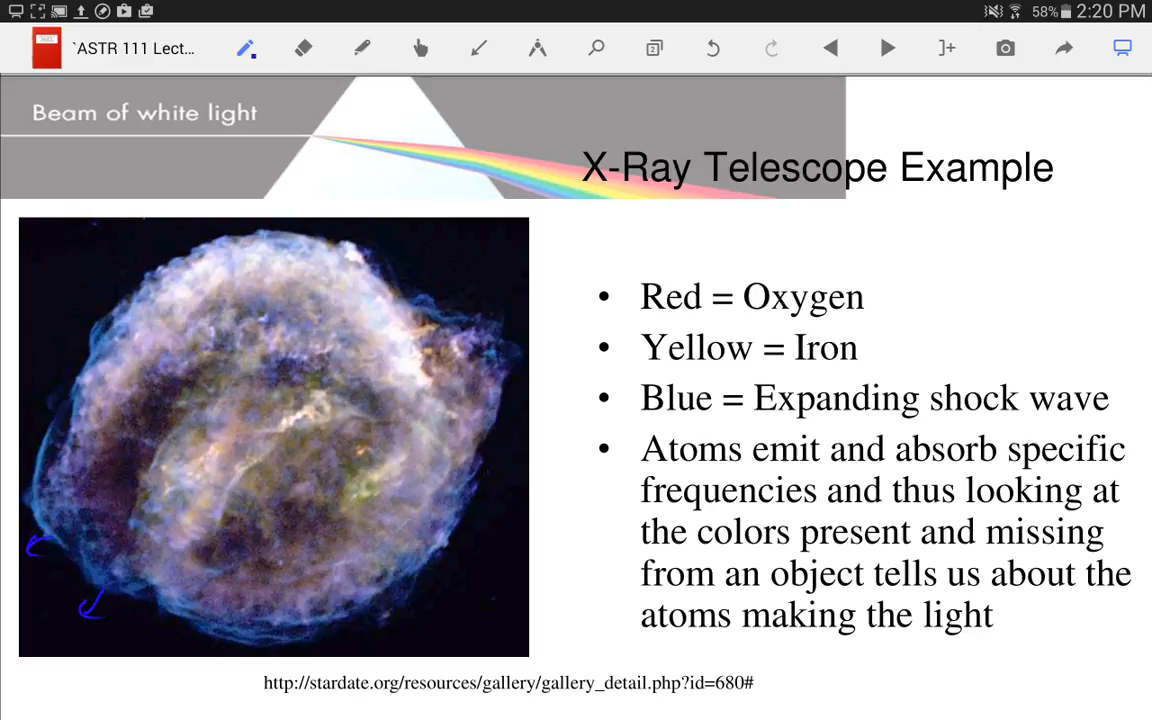 58% 2:20 PM
`ASTR 111 Lect...
2
Beam of white light
X-Ray Telescope Example
• Red = Oxygen
• Yellow = Iron
• Blue = Expanding shock wave
• Atoms emit and absorb specific
frequencies and thus looking at
the colors present and missing
from an object tells us about the
atoms making the light
http://stardate.org/resources/gallery/gallery_detail.php?id=680#